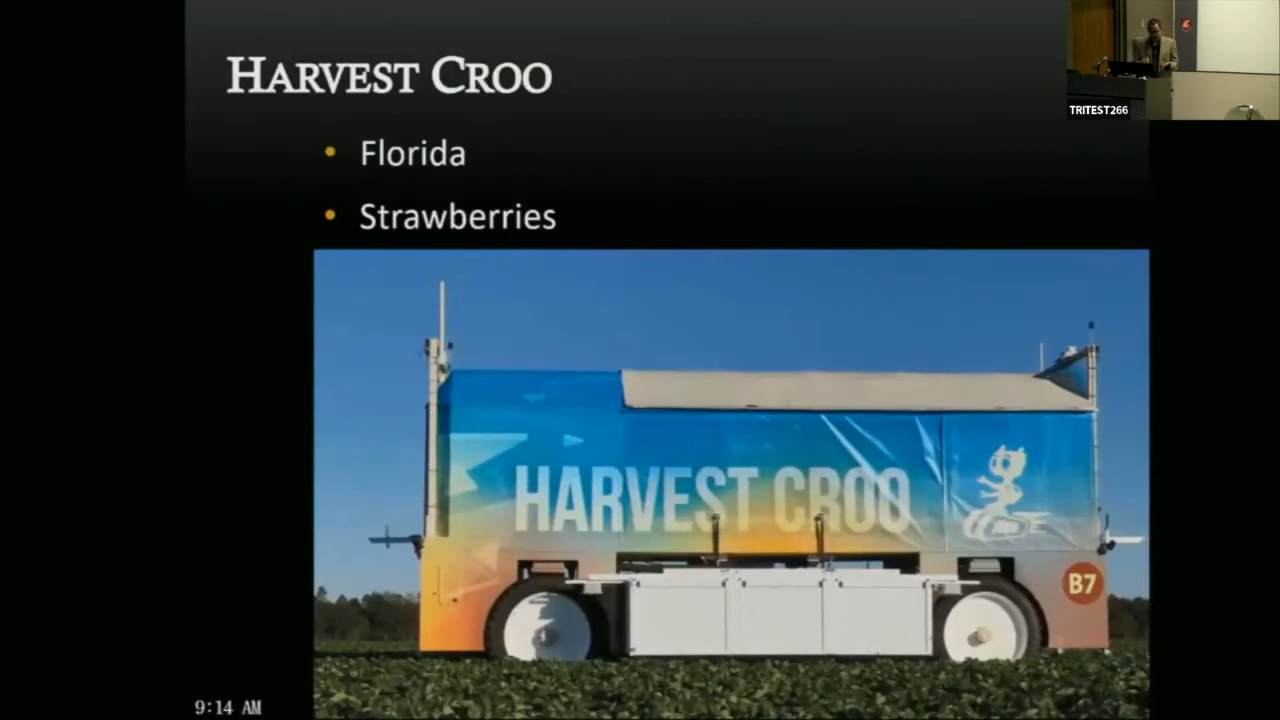 HARVEST CROO
TRITEST266
• Florida
• Strawberries
HARVEST CROO
B7
9:14 AM